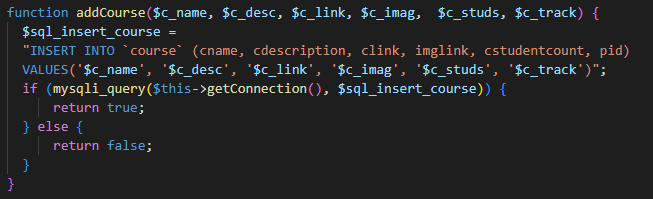 function addCourse($c_name, $c_desc, $c_link, $c_imag,  $c_studs, $c_track) {
  $sql_insert_course =
  "INSERT INTO `course` (cname, cdescription, clink, imglink, cstudentcount, pid)
  VALUES('$c_name', '$c_desc', '$c_link', '$c_imag', '$c_studs', '$c_track')";
  if (mysqli_query($this->getConnection(), $sql_insert_course)) {
      return true;
  } else {
      return false;
  }
}